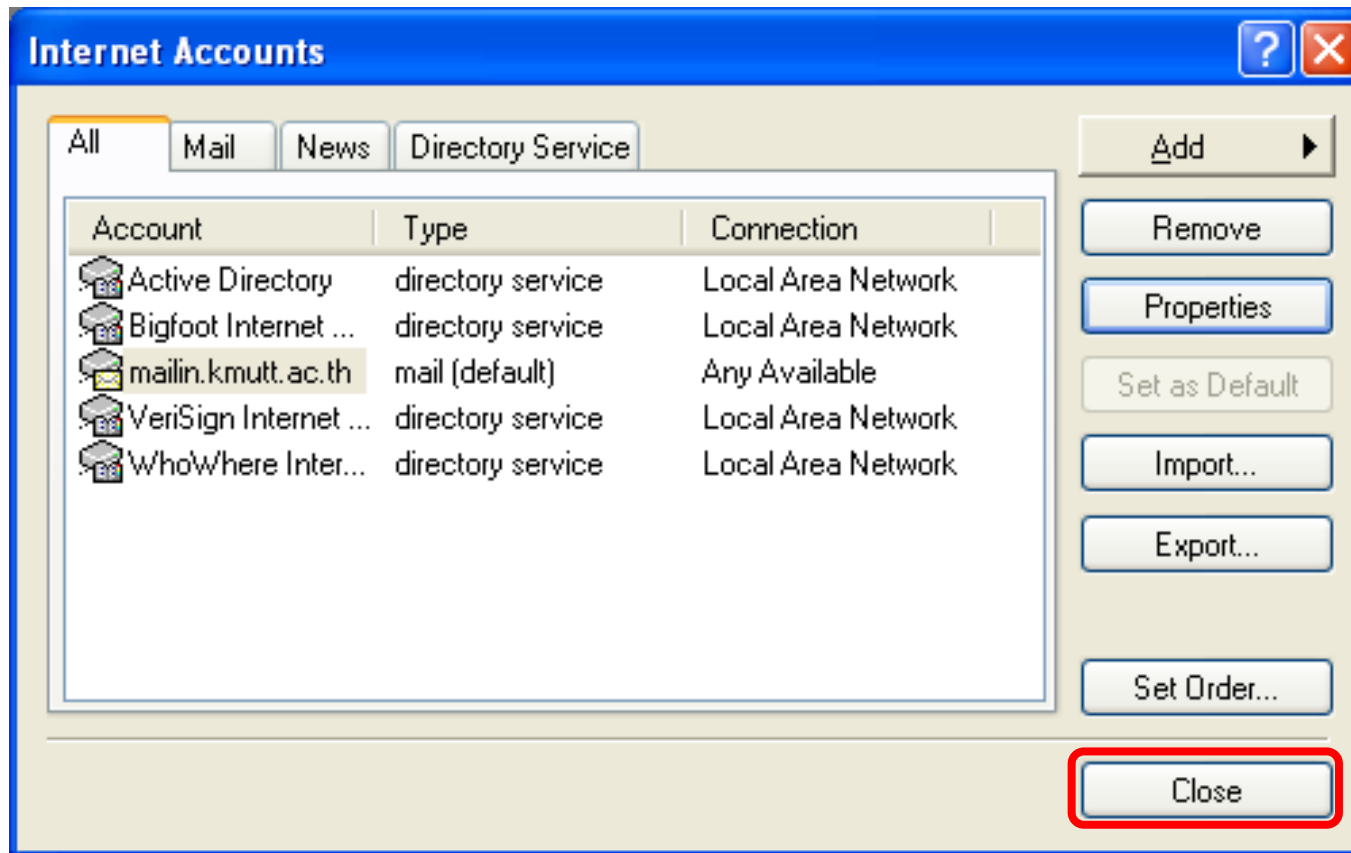 Internet Accounts
All Mail News Directory Service
Add
Account Type Connection
Remove
Active Directory directory service Local Area Network
Bigfoot Internet ... directory service Local Area Network
Properties
mailin.kmutt.ac.th mail (default) Any Available
Set as Default
VeriSign Internet ... directory service Local Area Network
WhoWhere Inter... directory service Local Area Network
Import...
Export...
Set Order...
Close